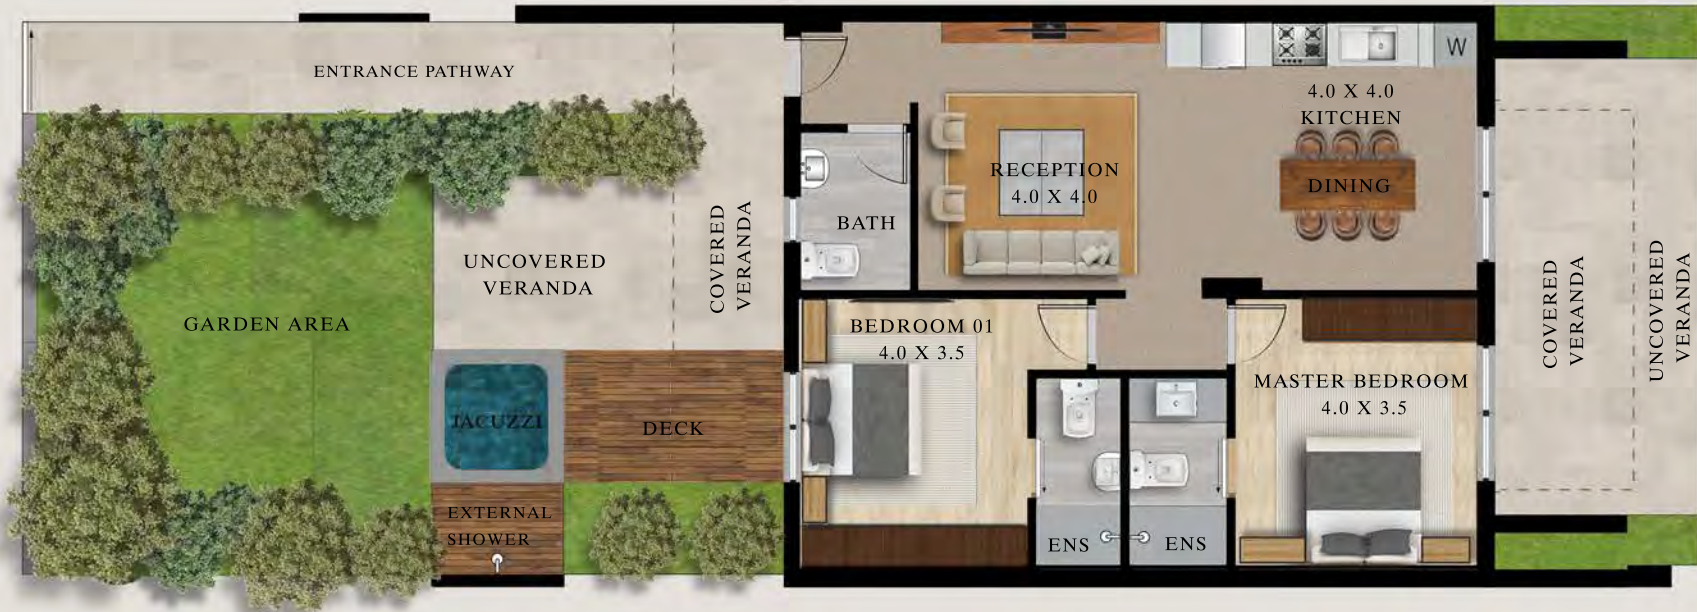 ENTRANCE PATHWAY
W
4.0 X 4.0
KITCHEN
RECEPTION
4.0 X 4.0
DINING
BATH
UNCOVERED
VERANDA
COVERED
VERANDA
GARDEN AREA
BEDROOM 01
4.0 X 3.5
MASTER BEDROOM
4.0 X 3.5
COVERED
VERANDA
UNCOVERED
VERANDA
JACUZZI
DECK
EXTERNAL
SHOWER
ENS
ENS